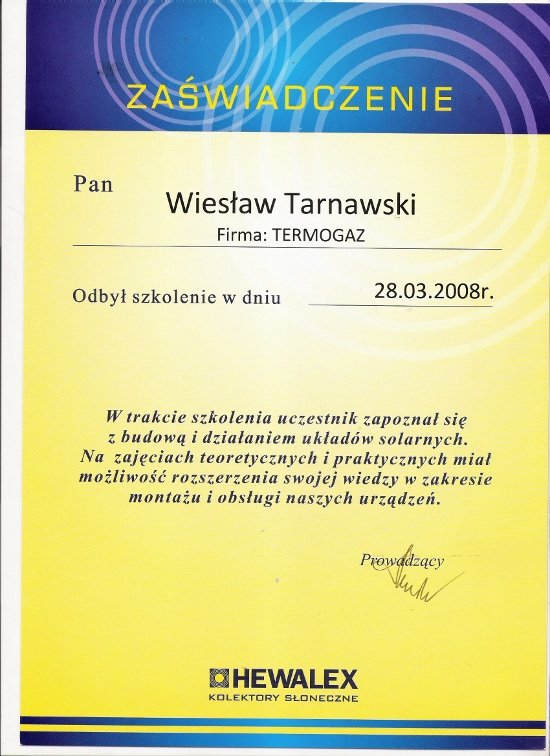 ZAŚWIADCZENIE
Pan
Wiesław Tarnawski
Firma: TERMOGAZ
Odbył szkolenie w dniu 28.03.2008r.
W trakcie szkolenia uczestnik zapoznał się
z budową i działaniem układów solarnych.
Na zajęciach teoretycznych i praktycznych miał
możliwość rozszerzenia swojej wiedzy w zakresie
montażu i obsługi naszych urządzeń.
Prowadzący
HEWALEX
KOLEKTORY SŁONECZNE